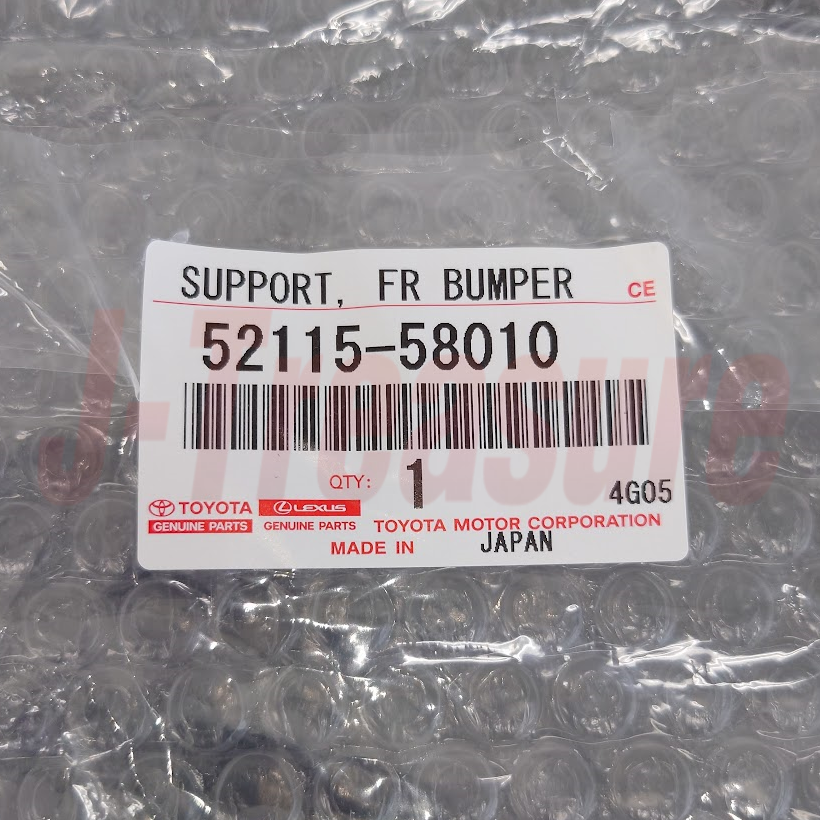 SUPPORT, FR BUMPER CE
52115-58010
J-Treasure
QTY: 1 4G05
TOYOTA LEXUS
GENUINE PARTS GENUINE PARTS TOYOTA MOTOR CORPORATION
MADE IN JAPAN